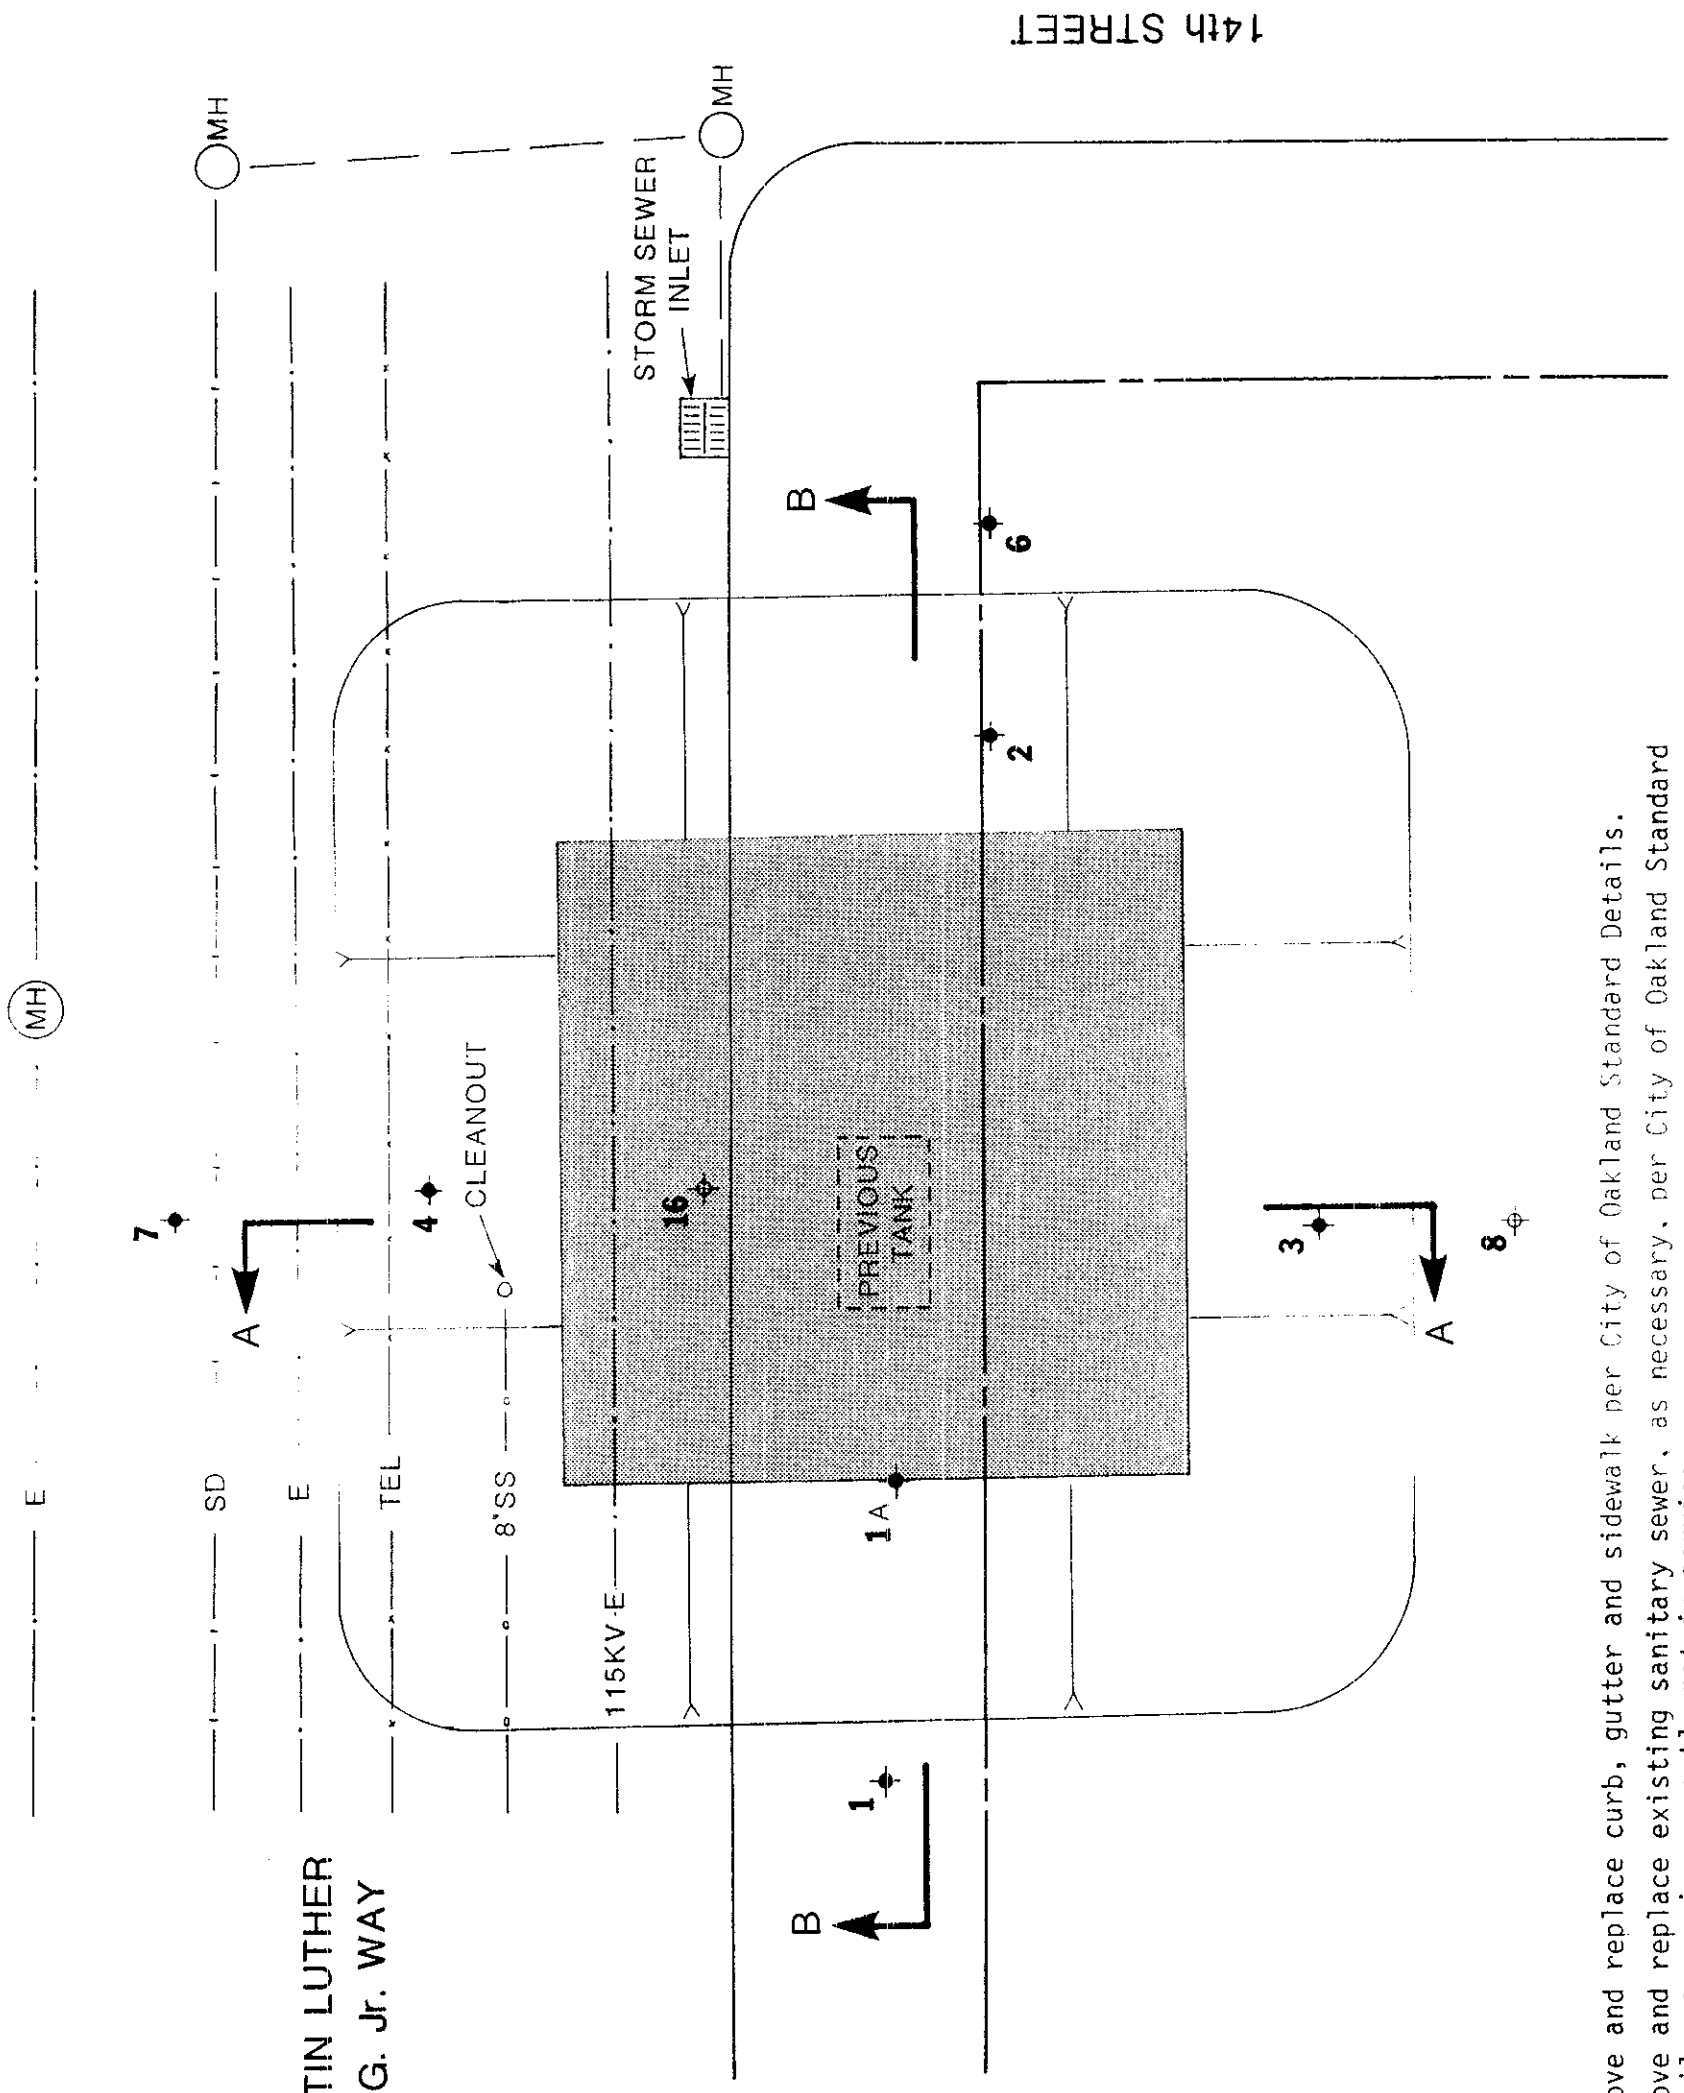 14th STREET
E
MH
SD
MH
E
TEL
8"SS
CLEANOUT
115KV-E
STORM SEWER
INLET
MH
TIN LUTHER
G. Jr. WAY
7
A
4
16
PREVIOUS
TANK
1A
1
B
B
2
6
3
A
8
ove and replace curb, gutter and sidewalk per City of Oakland Standard Details.
ove and replace existing sanitary sewer, as necessary, per City of Oakland Standard